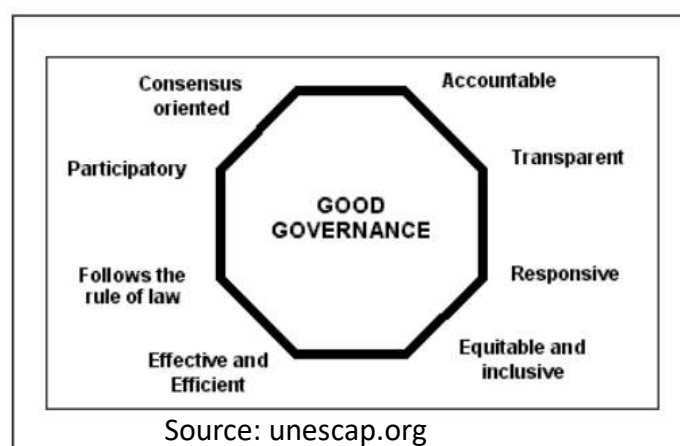 Consensus
oriented
Accountable
Participatory
Transparent
GOOD
GOVERNANCE
Follows the
rule of law
Responsive
Effective and
Efficient
Equitable and
inclusive
Source: unescap.org